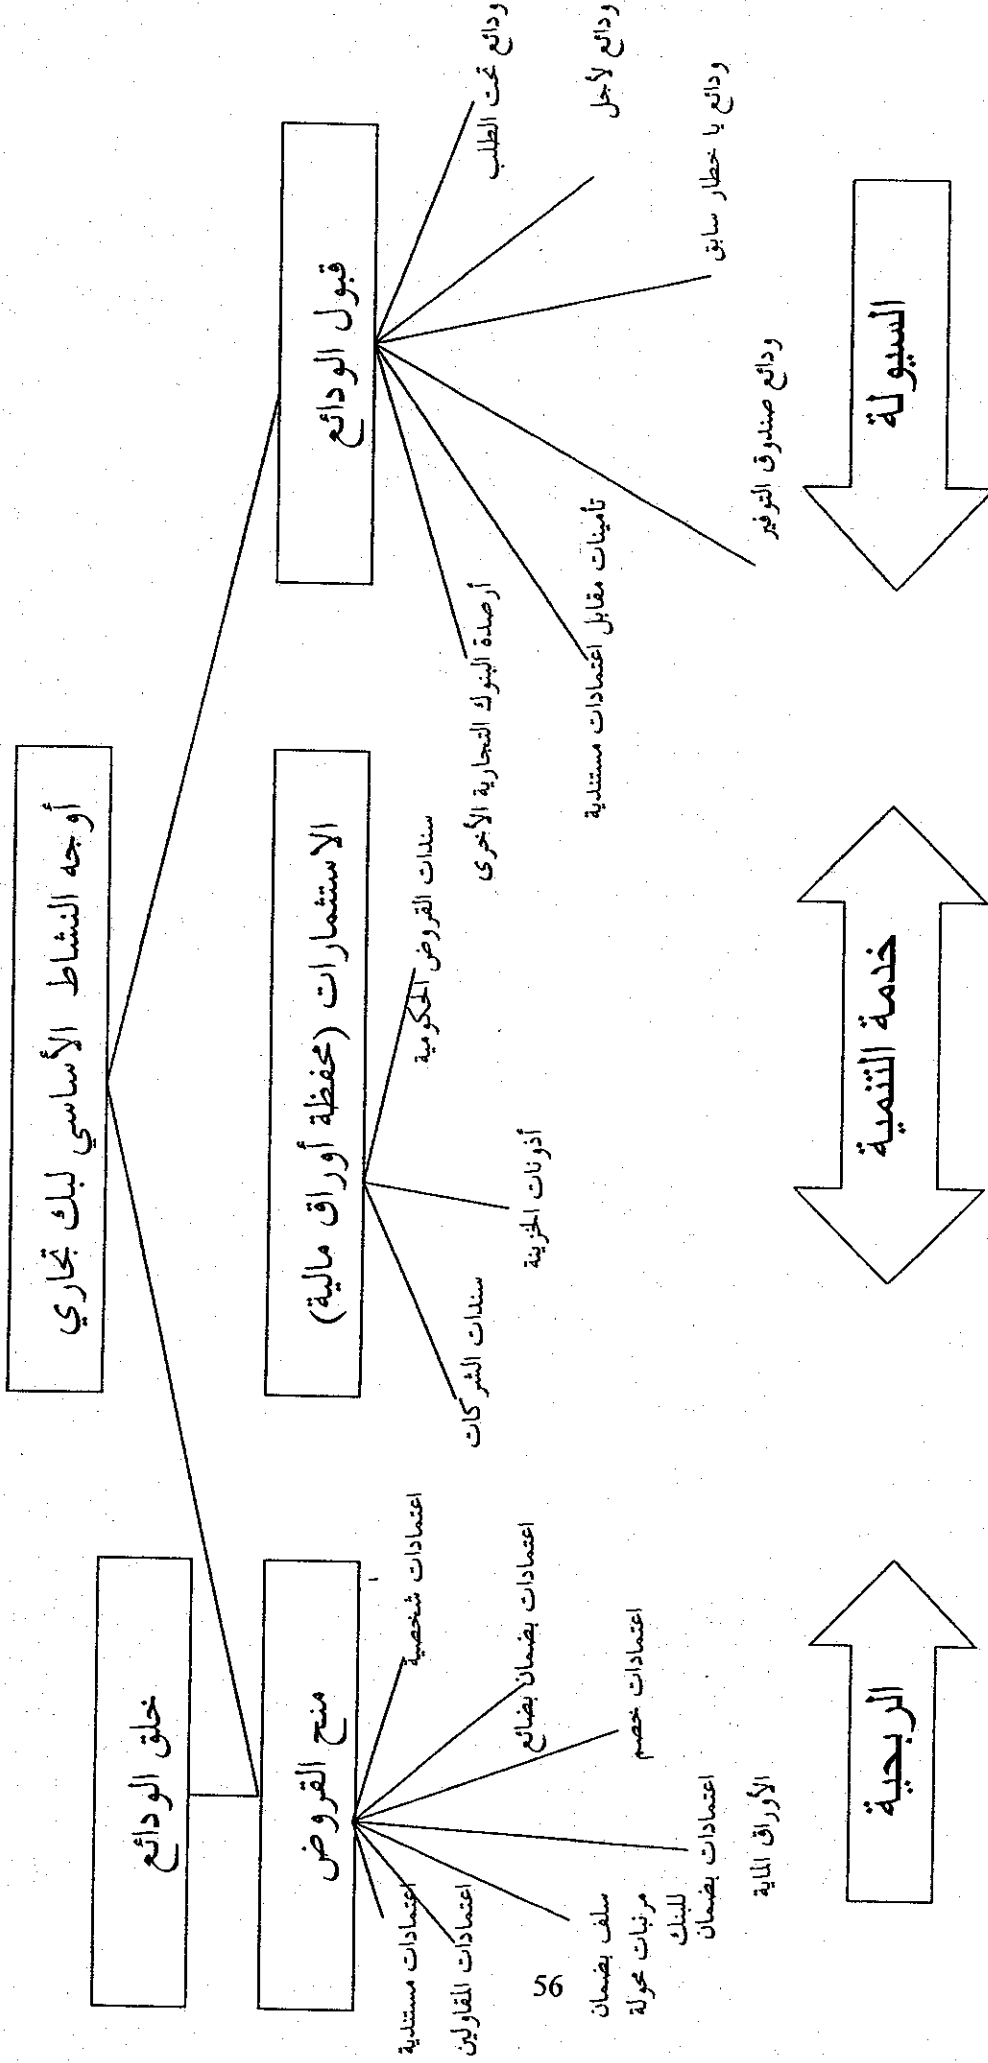 أوجه النشاط الأساسي لبك تجاري
خلق الودائع
قبول الودائع
الاستثمارات (محفظة أوراق مالية)
منح القروض
ودائع تحت الطلب
ودائع لأجل
ودائع يا خطار سابق
ودائع صندوق التوفير
تأمينات مقابل اعتمادات مستندية
أرصدة البنوك التجارية الأخرى
سندات القروض الحكومية
أذونات الخزينة
سندات الشركات
اعتمادات شخصية
اعتمادات بضمان بضائع
اعتمادات خصم
اعتمادات بضمان
الأوراق الماية
سلف بضمان
مرتبات محولة
للبنك
اعتمادات المقاولين
اعتمادات مستندية
السيولة
خدمة التنمية
الربحية
56